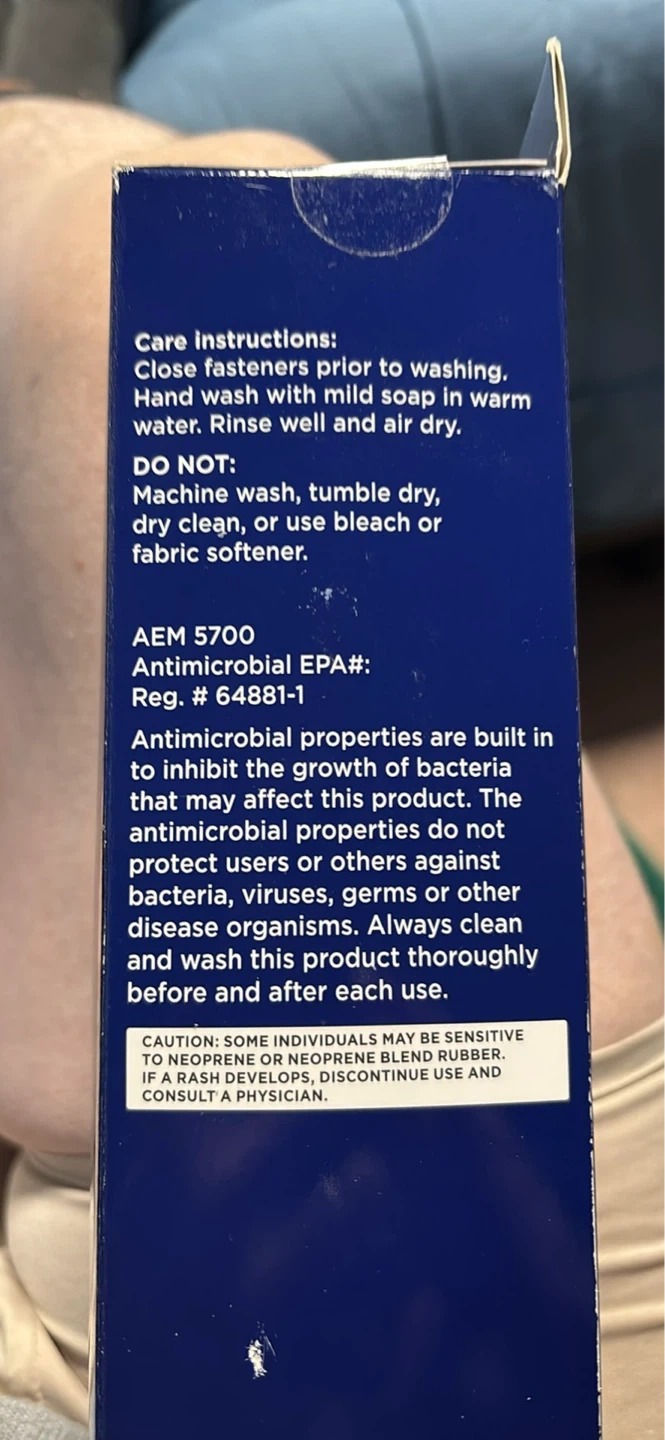 Care instructions:
Close fasteners prior to washing.
Hand wash with mild soap in warm
water. Rinse well and air dry.
DO NOT:
Machine wash, tumble dry,
dry clean, or use bleach or
fabric softener.
AEM 5700
Antimicrobial EPA#:
Reg. # 64881-1
Antimicrobial properties are built in
to inhibit the growth of bacteria
that may affect this product. The
antimicrobial properties do not
protect users or others against
bacteria, viruses, germs or other
disease organisms. Always clean
and wash this product thoroughly
before and after each use.
CAUTION: SOME INDIVIDUALS MAY BE SENSITIVE
TO NEOPRENE OR NEOPRENE BLEND RUBBER.
IF A RASH DEVELOPS, DISCONTINUE USE AND
CONSULT A PHYSICIAN.